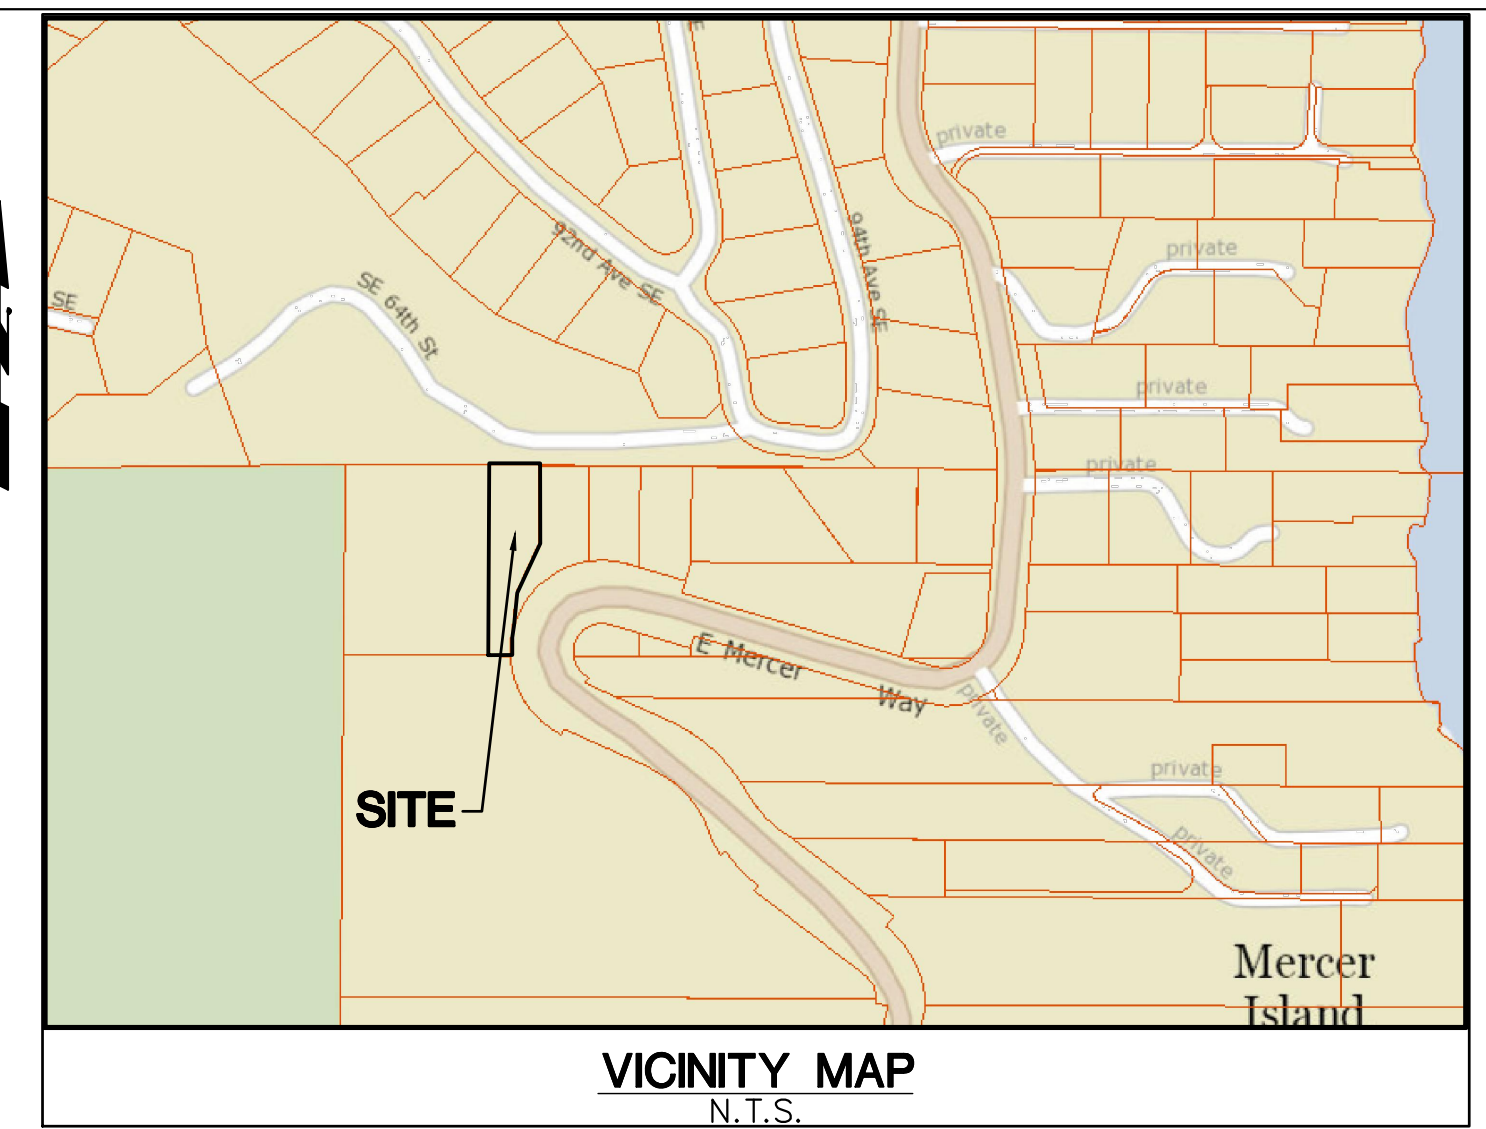 private
92nd Ave SE
94th Ave SE
private
SE
SE 64th St
private
private
E Mercer
Way
private
private
SITE
private
Mercer
Island
VICINITY MAP
N.T.S.